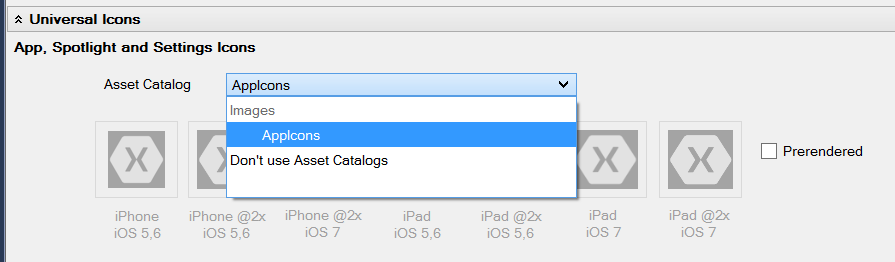 Universal Icons
App, Spotlight and Settings Icons
Asset Catalog
AppIcons
Images
AppIcons
Don't use Asset Catalogs
Prerendered
iPhone
iOS 5,6
iPhone @2x
iOS 5,6
iPhone @2x
iOS 7
iPad
iOS 5,6
iPad @2x
iOS 5,6
iPad
iOS 7
iPad @2x
iOS 7